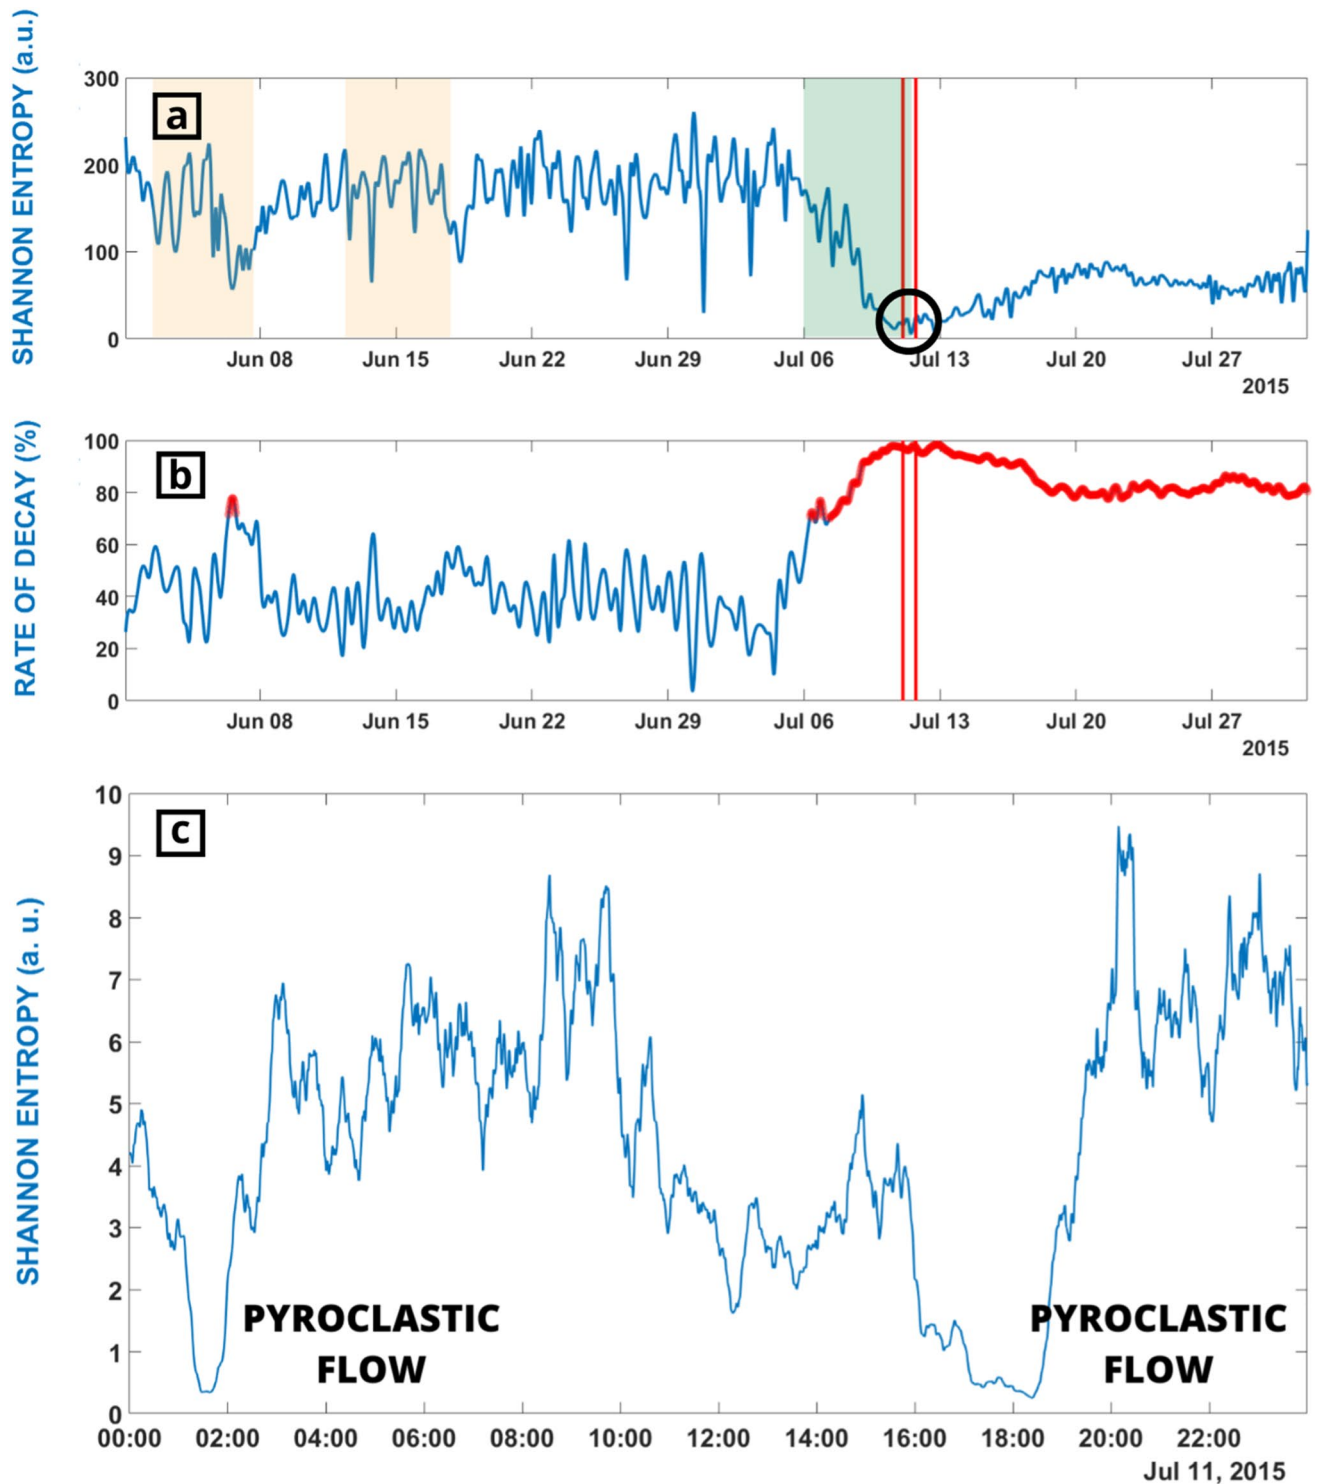 SHANNON ENTROPY (a.u.)
300
200
100
0
a
Jun 08 Jun 15 Jun 22 Jun 29 Jul 06 Jul 13 Jul 20 Jul 27
2015
RATE OF DECAY (%)
100
80
60
40
20
0
b
Jun 08 Jun 15 Jun 22 Jun 29 Jul 06 Jul 13 Jul 20 Jul 27
2015
SHANNON ENTROPY (a. u.)
10
9
8
7
6
5
4
3
2
1
0
c
PYROCLASTIC
FLOW
PYROCLASTIC
FLOW
00:00 02:00 04:00 06:00 08:00 10:00 12:00 14:00 16:00 18:00 20:00 22:00
Jul 11, 2015